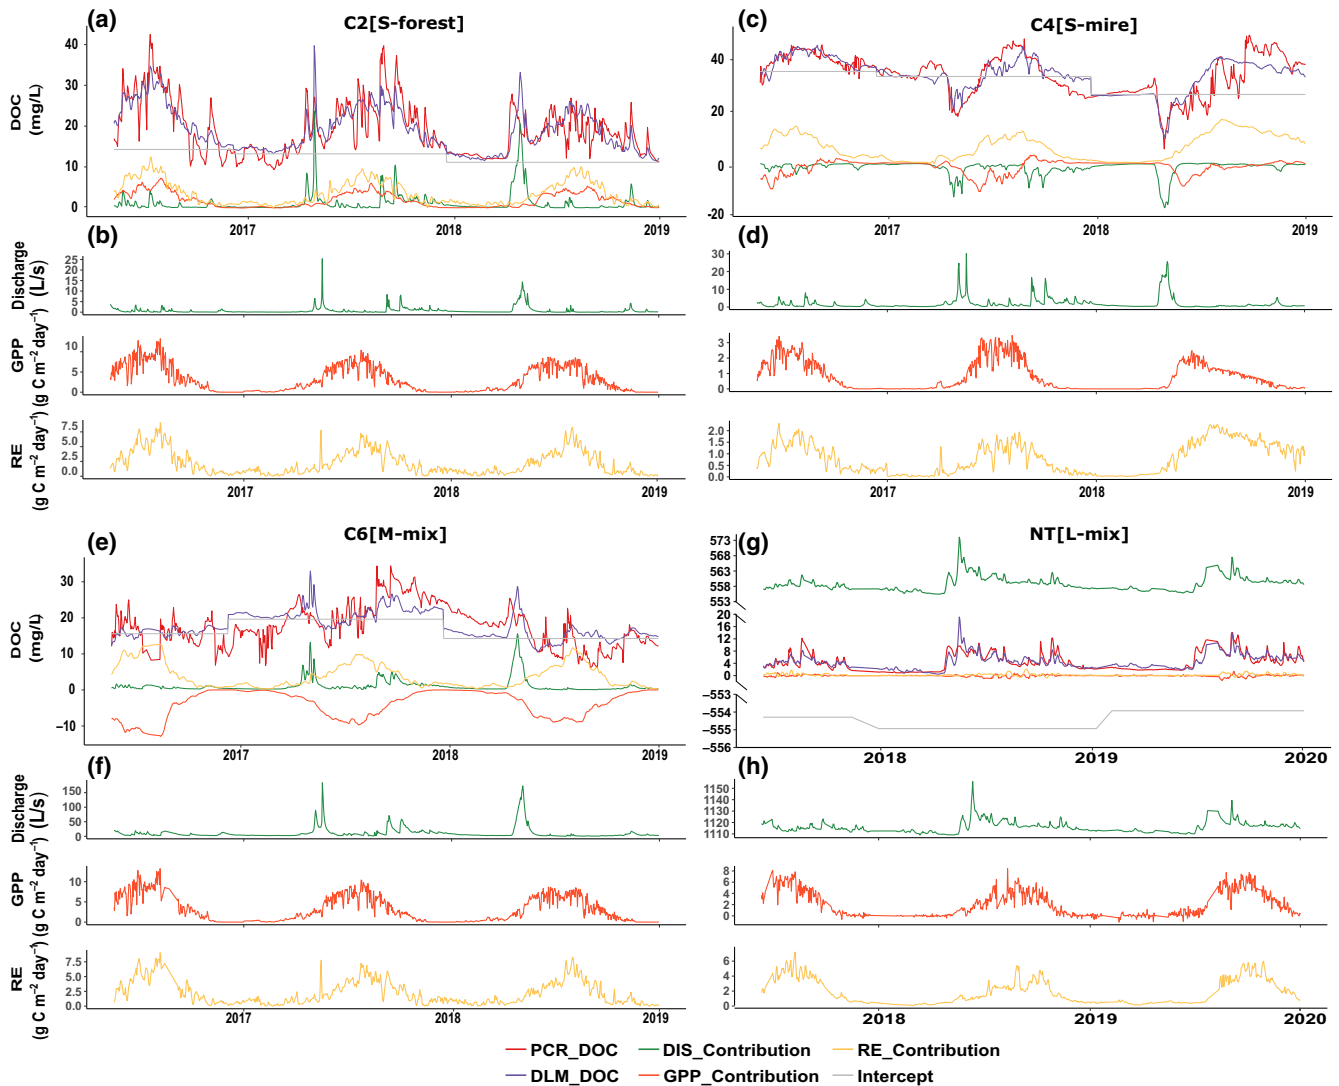 (a) C2[S-forest]
DOC
(mg/L)
40
30
20
10
0
2017 2018 2019
(b)
Discharge
(L/s)
25
20
15
10
5
0
GPP
(g C m⁻² day⁻¹)
10
5
0
RE
(g C m⁻² day⁻¹)
7.5
5.0
2.5
0.0
2017 2018 2019
(c) C4[S-mire]
40
20
0
-20
2017 2018 2019
(d)
30
20
10
0
3
2
1
0
2.0
1.5
1.0
0.5
0.0
2017 2018 2019
(e) C6[M-mix]
DOC
(mg/L)
30
20
10
0
−10
2017 2018 2019
(f)
Discharge
(L/s)
150
100
50
0
GPP
(g C m⁻² day⁻¹)
10
5
0
RE
(g C m⁻² day⁻¹)
7.5
5.0
2.5
0.0
2017 2018 2019
(g) NT[L-mix]
573
568
563
558
553
20
16
12
8
4
0
−553
−554
−555
−556
2018 2019 2020
(h)
1150
1130
1120
1110
8
6
4
2
0
6
4
2
0
2018 2019 2020
PCR_DOC DIS_Contribution RE_Contribution
DLM_DOC GPP_Contribution Intercept